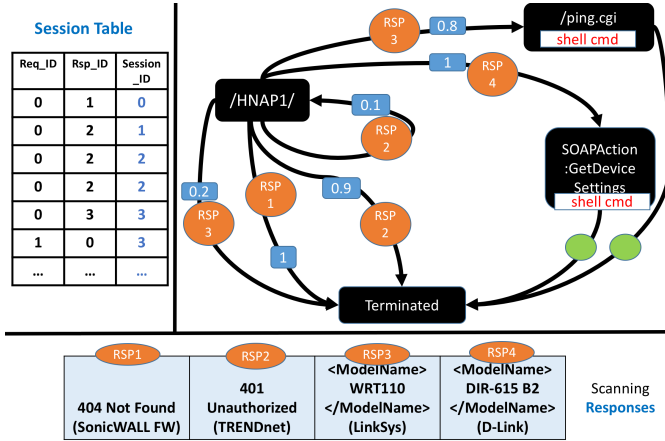 Session Table
Req_ID Rsp_ID Session
_ID
0 1 0
0 2 1
0 2 2
0 2 2
0 3 3
1 0 3
... ... ...
/HNAP1/
RSP
3
0.8
/ping.cgi
shell cmd
1
RSP
4
0.1
RSP
2
SOAPAction
:GetDevice
Settings
shell cmd
0.2
RSP
3
RSP
1
1
0.9
RSP
2
Terminated
RSP1
404 Not Found
(SonicWALL FW)
RSP2
401
Unauthorized
(TRENDnet)
RSP3
<ModelName>
WRT110
</ModelName>
(LinkSys)
RSP4
<ModelName>
DIR-615 B2
</ModelName>
(D-Link)
Scanning
Responses